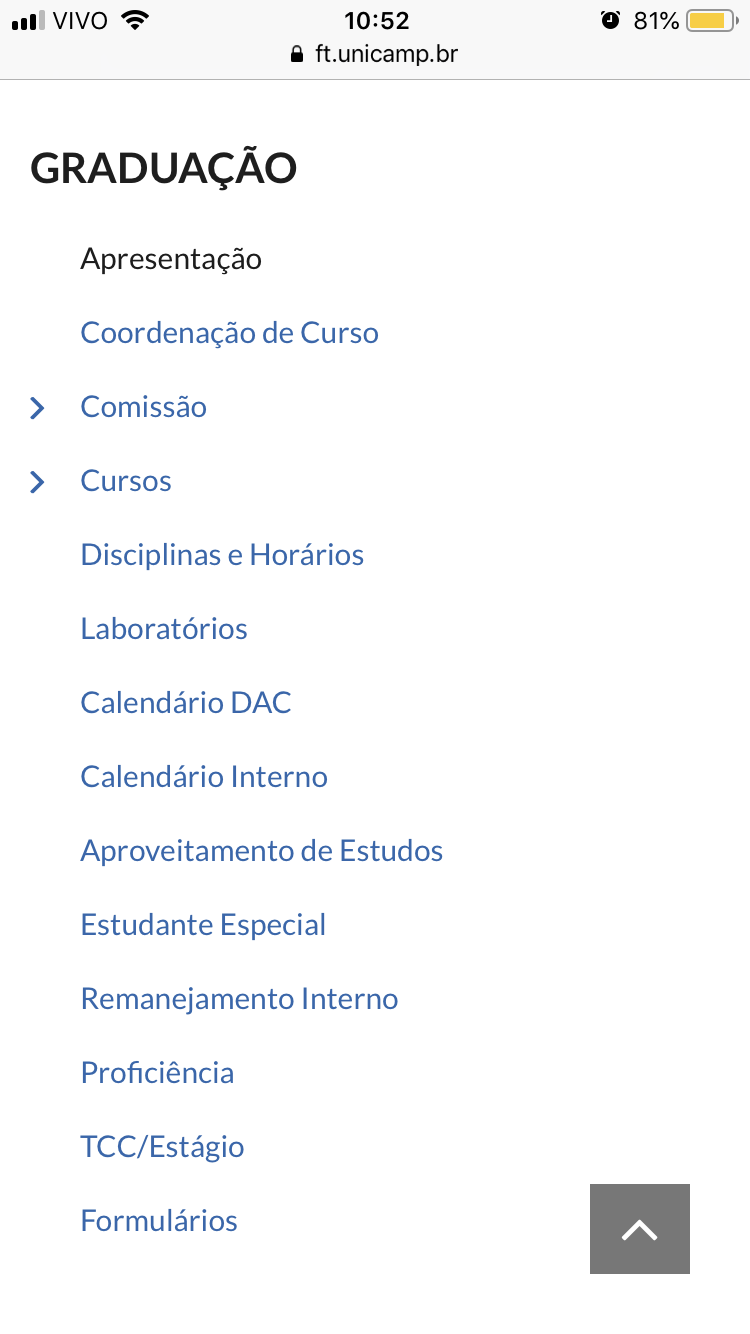 VIVO 10:52 81%
ft.unicamp.br
GRADUAÇÃO
Apresentação
Coordenação de Curso
Comissão
Cursos
Disciplinas e Horários
Laboratórios
Calendário DAC
Calendário Interno
Aproveitamento de Estudos
Estudante Especial
Remanejamento Interno
Proficiência
TCC/Estágio
Formulários